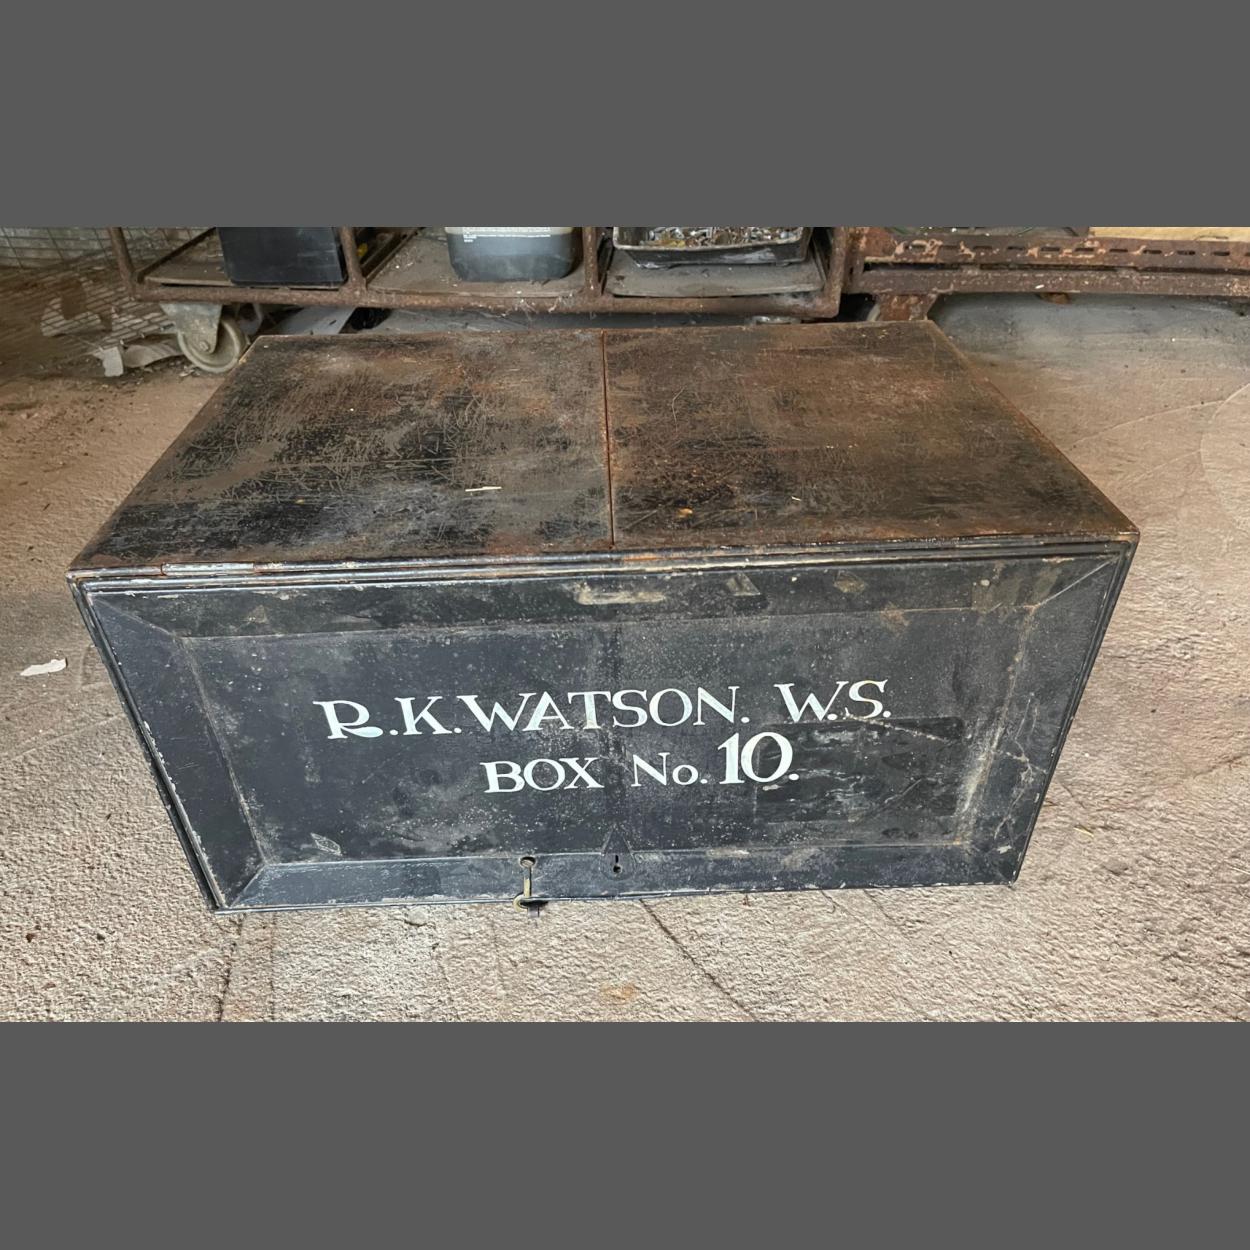 R.K.WATSON. W.S.
BOX No. 10.